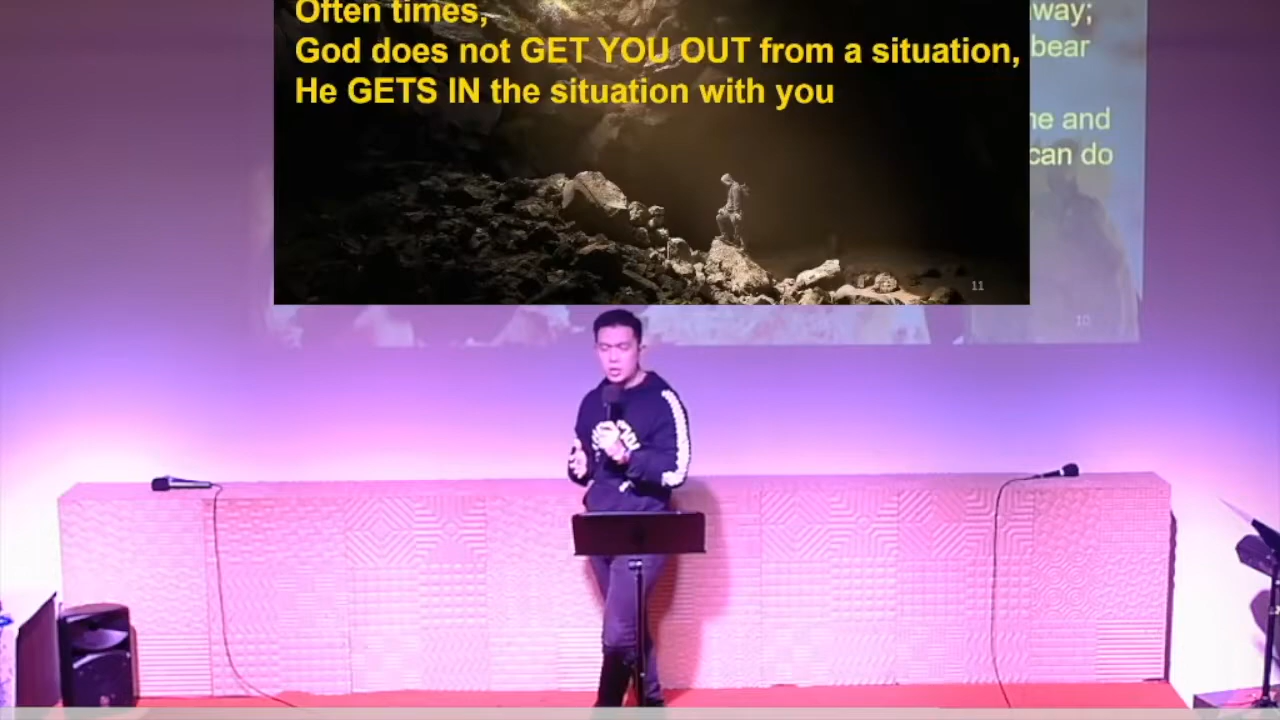 Often times,
God does not GET YOU OUT from a situation,
He GETS IN the situation with you
11
way;
bear
e and
can do
10